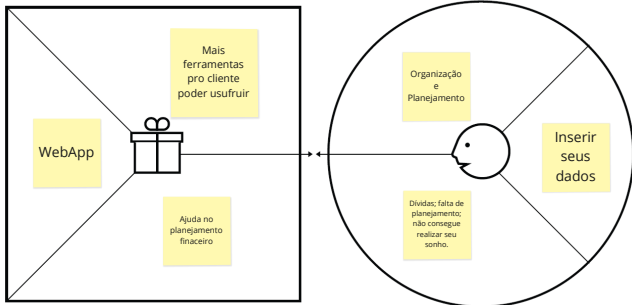 Mais
ferramentas
pro cliente
poder usufruir
WebApp
Ajuda no
planejamento
finaceiro
Organização
e
Planejamento
Inserir
seus
dados
Dívidas; falta de
planejamento;
não consegue
realizar seu
sonho.